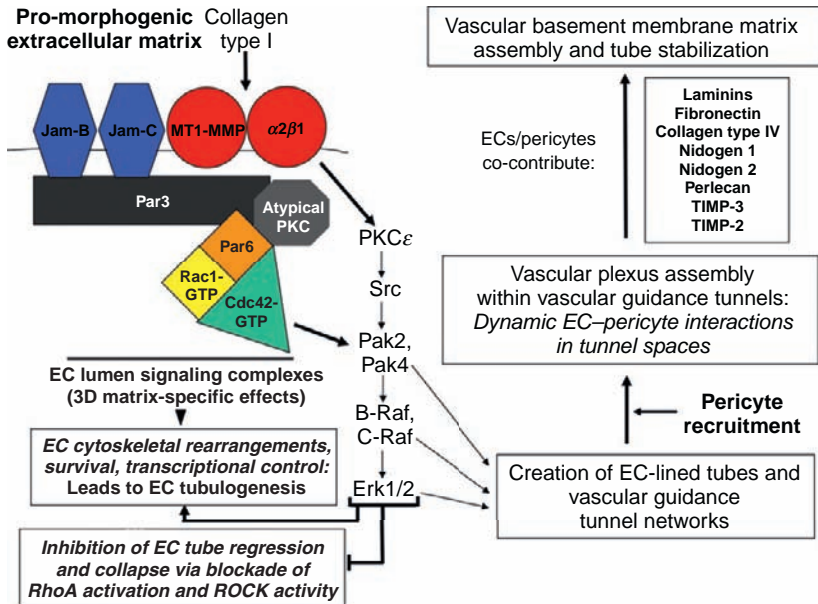 Pro-morphogenic
extracellular matrix
Collagen
type I
Jam-B
Jam-C
MT1-MMP
α2β1
Par3
Atypical
PKC
Par6
Rac1-
GTP
Cdc42-
GTP
EC lumen signaling complexes
(3D matrix-specific effects)
EC cytoskeletal rearrangements,
survival, transcriptional control:
Leads to EC tubulogenesis
Inhibition of EC tube regression
and collapse via blockade of
RhoA activation and ROCK activity
PKCε
Src
Pak2,
Pak4
B-Raf,
C-Raf
Erk1/2
Vascular basement membrane matrix
assembly and tube stabilization
ECs/pericytes
co-contribute:
Laminins
Fibronectin
Collagen type IV
Nidogen 1
Nidogen 2
Perlecan
TIMP-3
TIMP-2
Vascular plexus assembly
within vascular guidance tunnels:
Dynamic EC–pericyte interactions
in tunnel spaces
Pericyte
recruitment
Creation of EC-lined tubes and
vascular guidance
tunnel networks